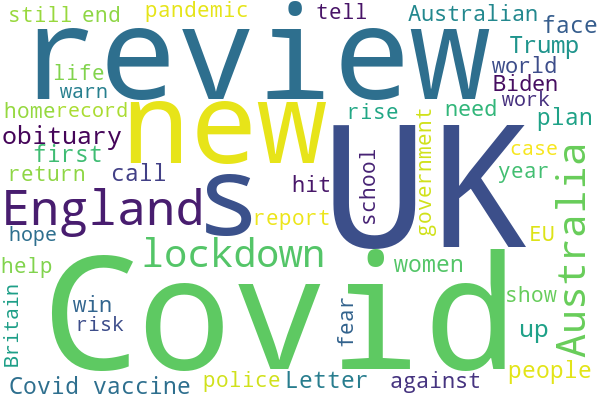 still end pandemic tell Australian face
review Trump
life world
warn Biden
home record new rise need work plan
obituary UK case
first government
return call s school year
England hit Australia
report EU
hope lockdown women
help Covid show
Britain win fear up
risk
Covid vaccine police Letter against people